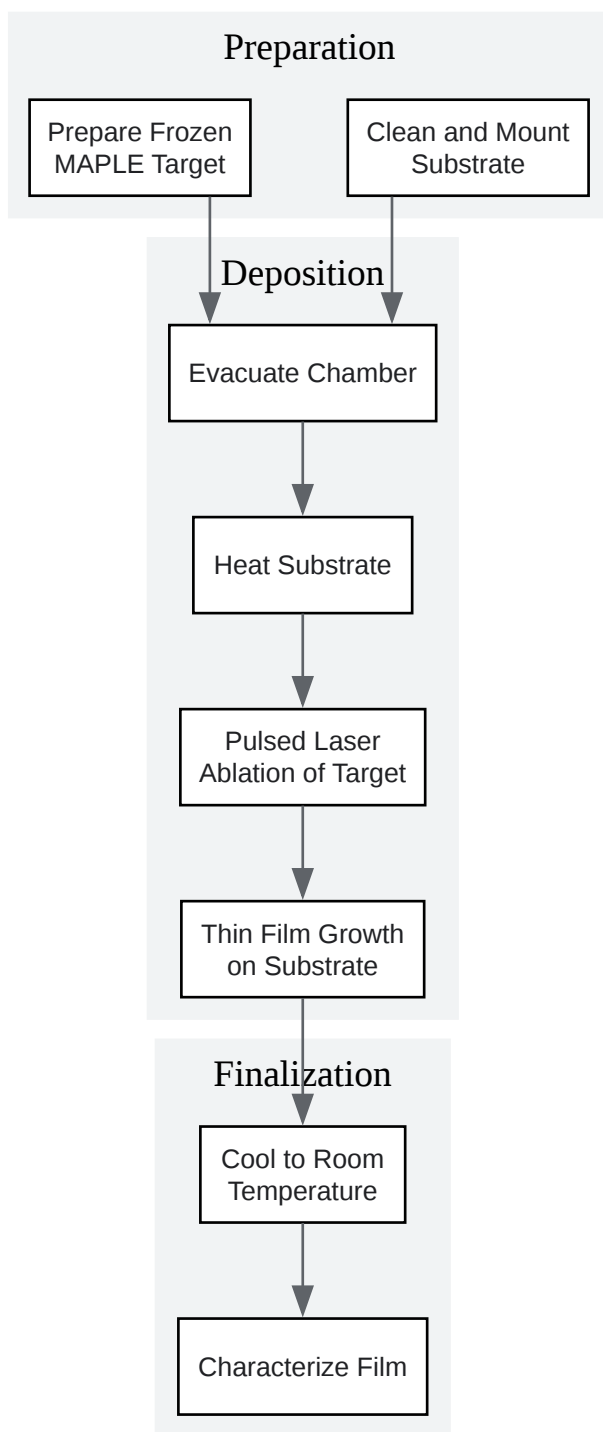 Preparation
Prepare Frozen
MAPLE Target
Clean and Mount
Substrate
Deposition
Evacuate Chamber
Heat Substrate
Pulsed Laser
Ablation of Target
Thin Film Growth
on Substrate
Finalization
Cool to Room
Temperature
Characterize Film